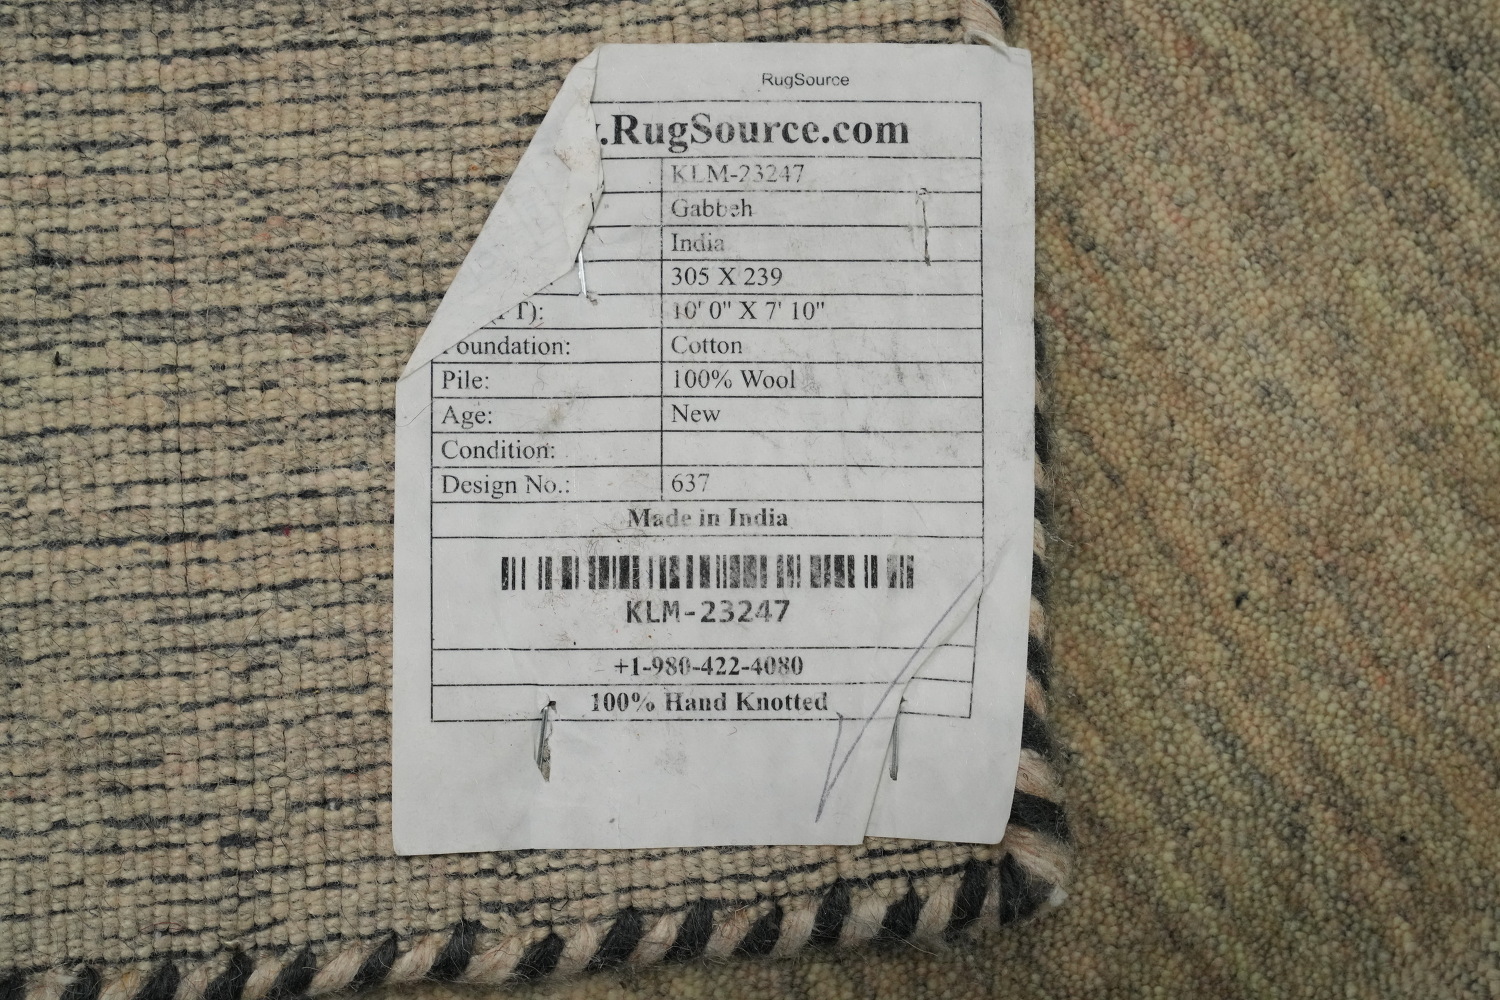 RugSource
.RugSource.com
KLM-23247
Gabbeh
India
305 X 239
10' 0" X 7' 10"
Cotton
Pile: 100% Wool
Age: New
Condition:
Design No.: 637
Made in India
KLM-23247
+1-980-422-4080
100% Hand Knotted